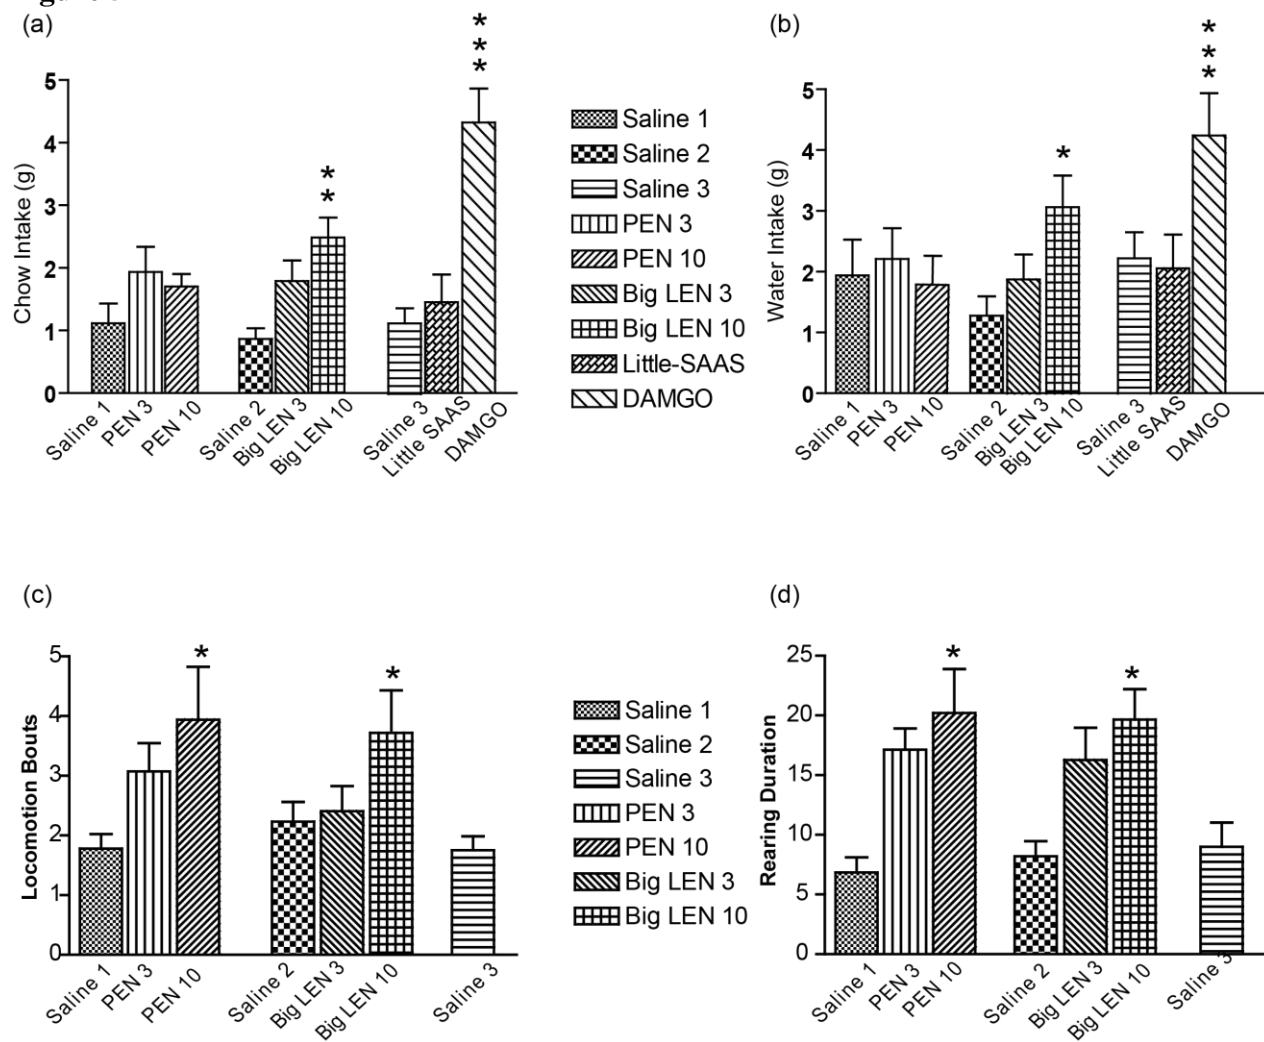 (a)
(b)
*
*
*
*
*
*
*
*
*
5
4
3
2
1
0
Chow Intake (g)
Saline 1
PEN 3
PEN 10
Saline 2
Big LEN 3
Big LEN 10
Saline 3
Little SAAS
DAMGO
Saline 1
Saline 2
Saline 3
PEN 3
PEN 10
Big LEN 3
Big LEN 10
Little-SAAS
DAMGO
5
4
3
2
1
0
Water Intake (g)
Saline 1
PEN 3
PEN 10
Saline 2
Big LEN 3
Big LEN 10
Saline 3
Little SAAS
DAMGO
(c)
(d)
*
*
5
4
3
2
1
0
Locomotion Bouts
Saline 1
PEN 3
PEN 10
Saline 2
Big LEN 3
Big LEN 10
Saline 3
Saline 1
Saline 2
Saline 3
PEN 3
PEN 10
Big LEN 3
Big LEN 10
*
*
25
20
15
10
5
0
Rearing Duration
Saline 1
PEN 3
PEN 10
Saline 2
Big LEN 3
Big LEN 10
Saline 3